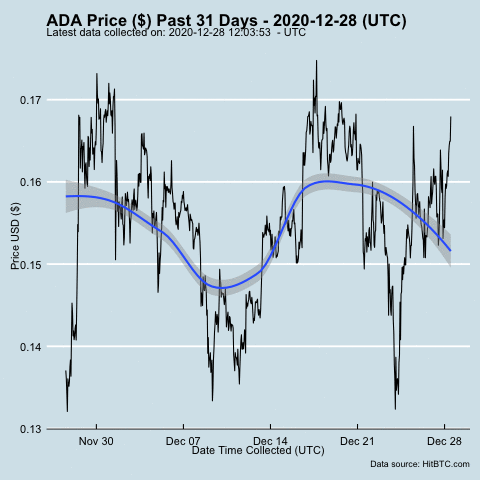 ADA Price ($) Past 31 Days - 2020-12-28 (UTC)
Latest data collected on: 2020-12-28 12:03:53 - UTC
Price USD ($)
0.17
0.16
0.15
0.14
0.13
Nov 30
Dec 07
Dec 14
Dec 21
Dec 28
Date Time Collected (UTC)
Data source: HitBTC.com